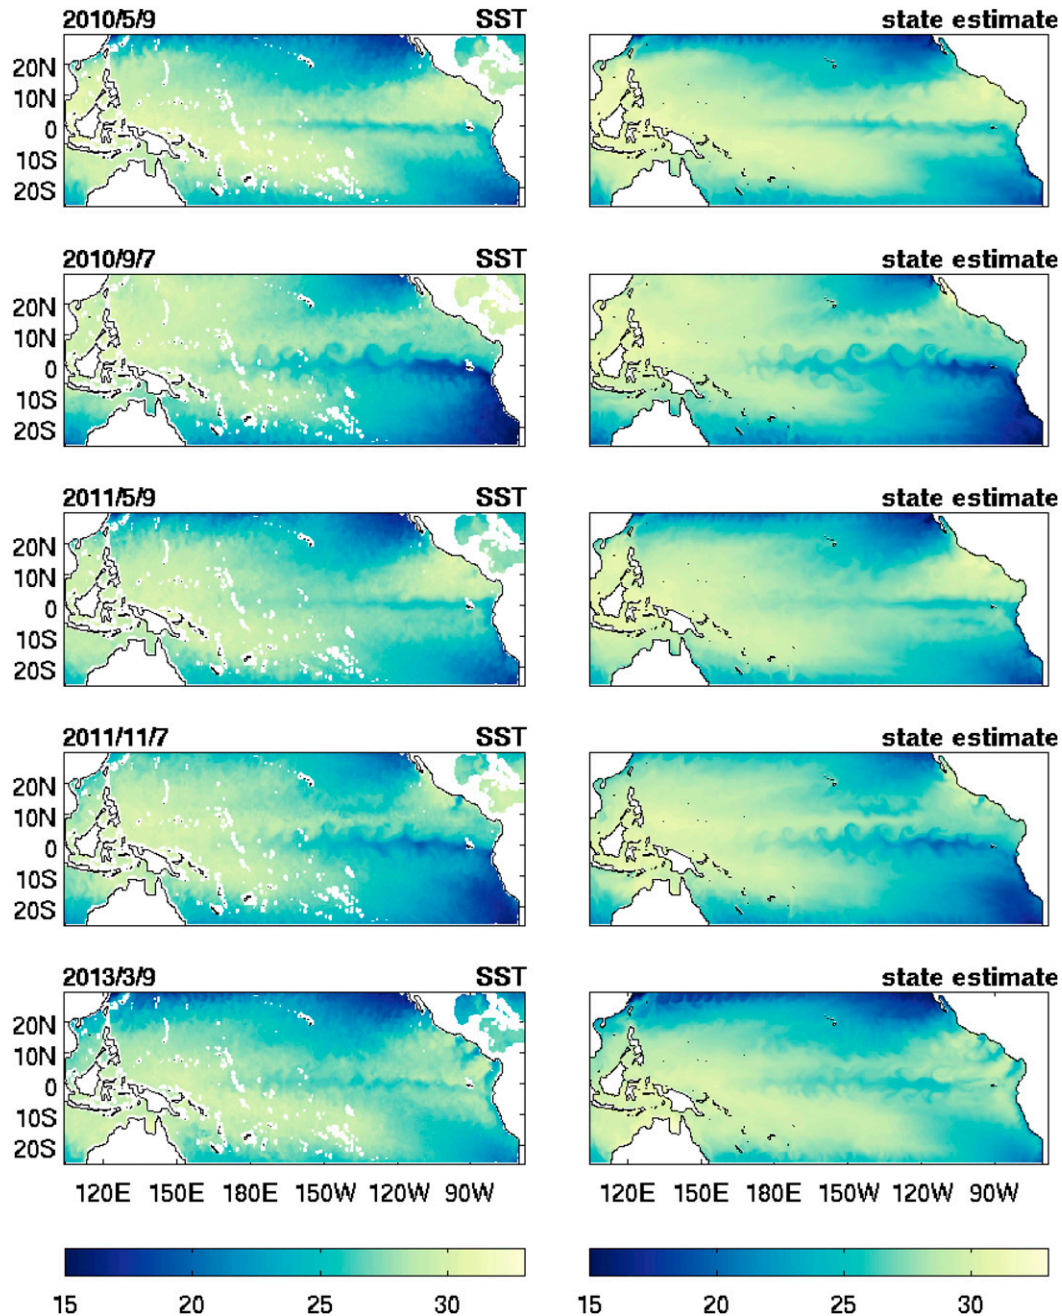 2010/5/9 SST state estimate
20N
10N
0
10S
20S
2010/9/7 SST state estimate
20N
10N
0
10S
20S
2011/5/9 SST state estimate
20N
10N
0
10S
20S
2011/11/7 SST state estimate
20N
10N
0
10S
20S
2013/3/9 SST state estimate
20N
10N
0
10S
20S
120E 150E 180E 150W 120W 90W 120E 150E 180E 150W 120W 90W
15 20 25 30 15 20 25 30